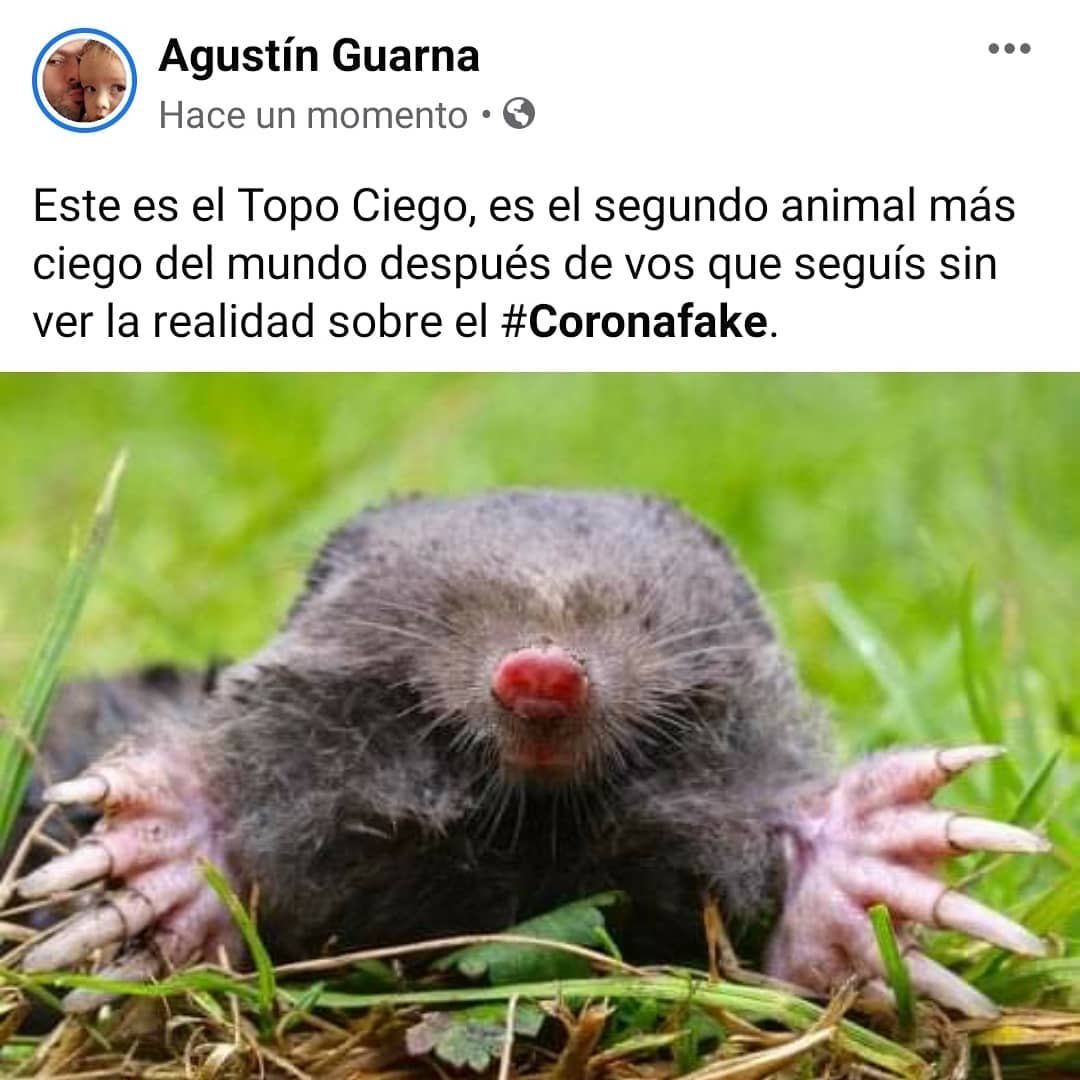 Agustín Guarna
Hace un momento •
Este es el Topo Ciego, es el segundo animal más
ciego del mundo después de vos que seguís sin
ver la realidad sobre el #Coronafake.